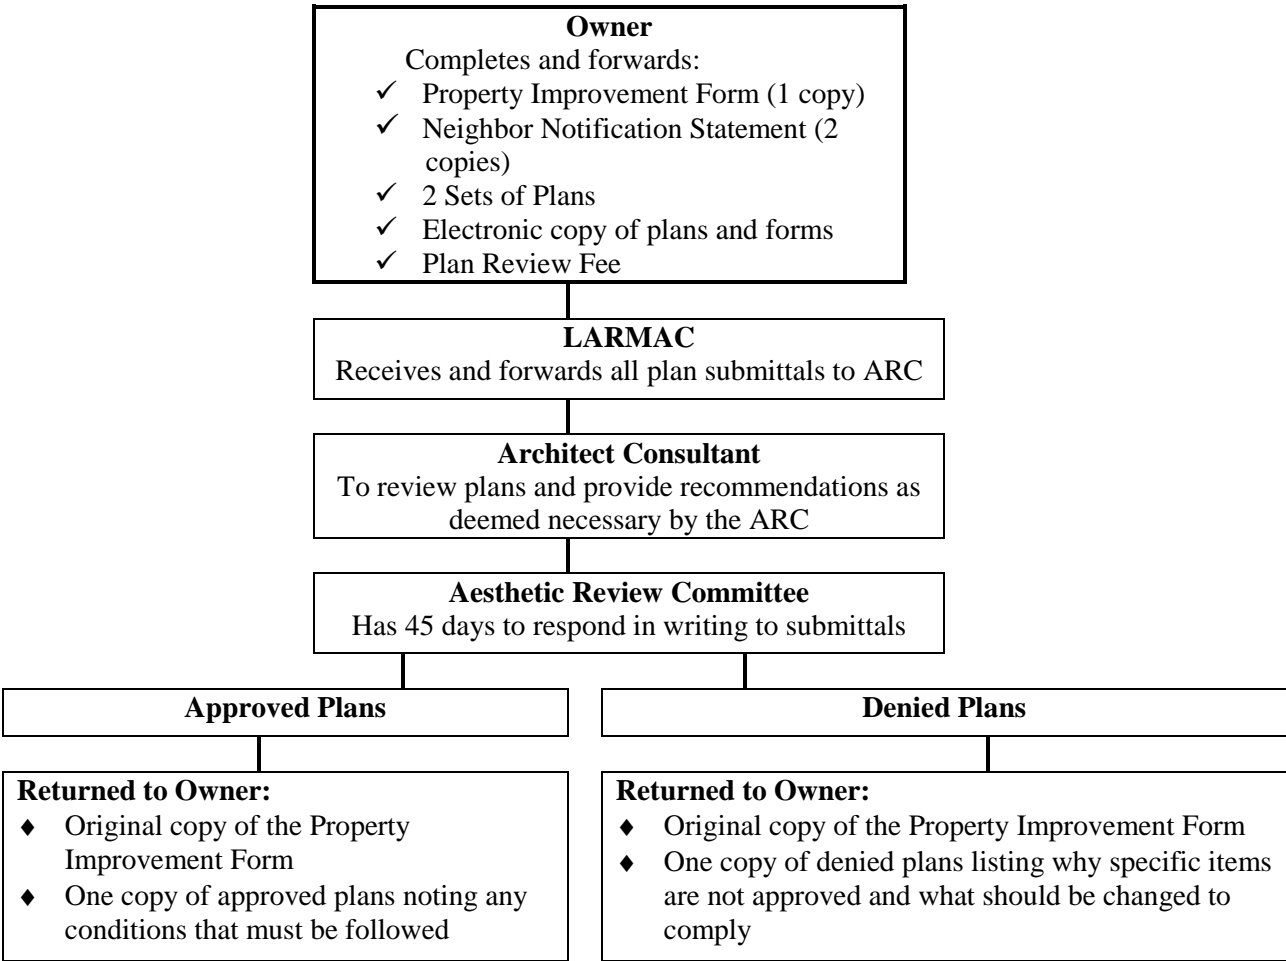 Owner
Completes and forwards:
✓ Property Improvement Form (1 copy)
✓ Neighbor Notification Statement (2
copies)
✓ 2 Sets of Plans
✓ Electronic copy of plans and forms
✓ Plan Review Fee
LARMAC
Receives and forwards all plan submittals to ARC
Architect Consultant
To review plans and provide recommendations as
deemed necessary by the ARC
Aesthetic Review Committee
Has 45 days to respond in writing to submittals
Approved Plans
Denied Plans
Returned to Owner:
♦ Original copy of the Property
Improvement Form
♦ One copy of approved plans noting any
conditions that must be followed
Returned to Owner:
♦ Original copy of the Property Improvement Form
♦ One copy of denied plans listing why specific items
are not approved and what should be changed to
comply